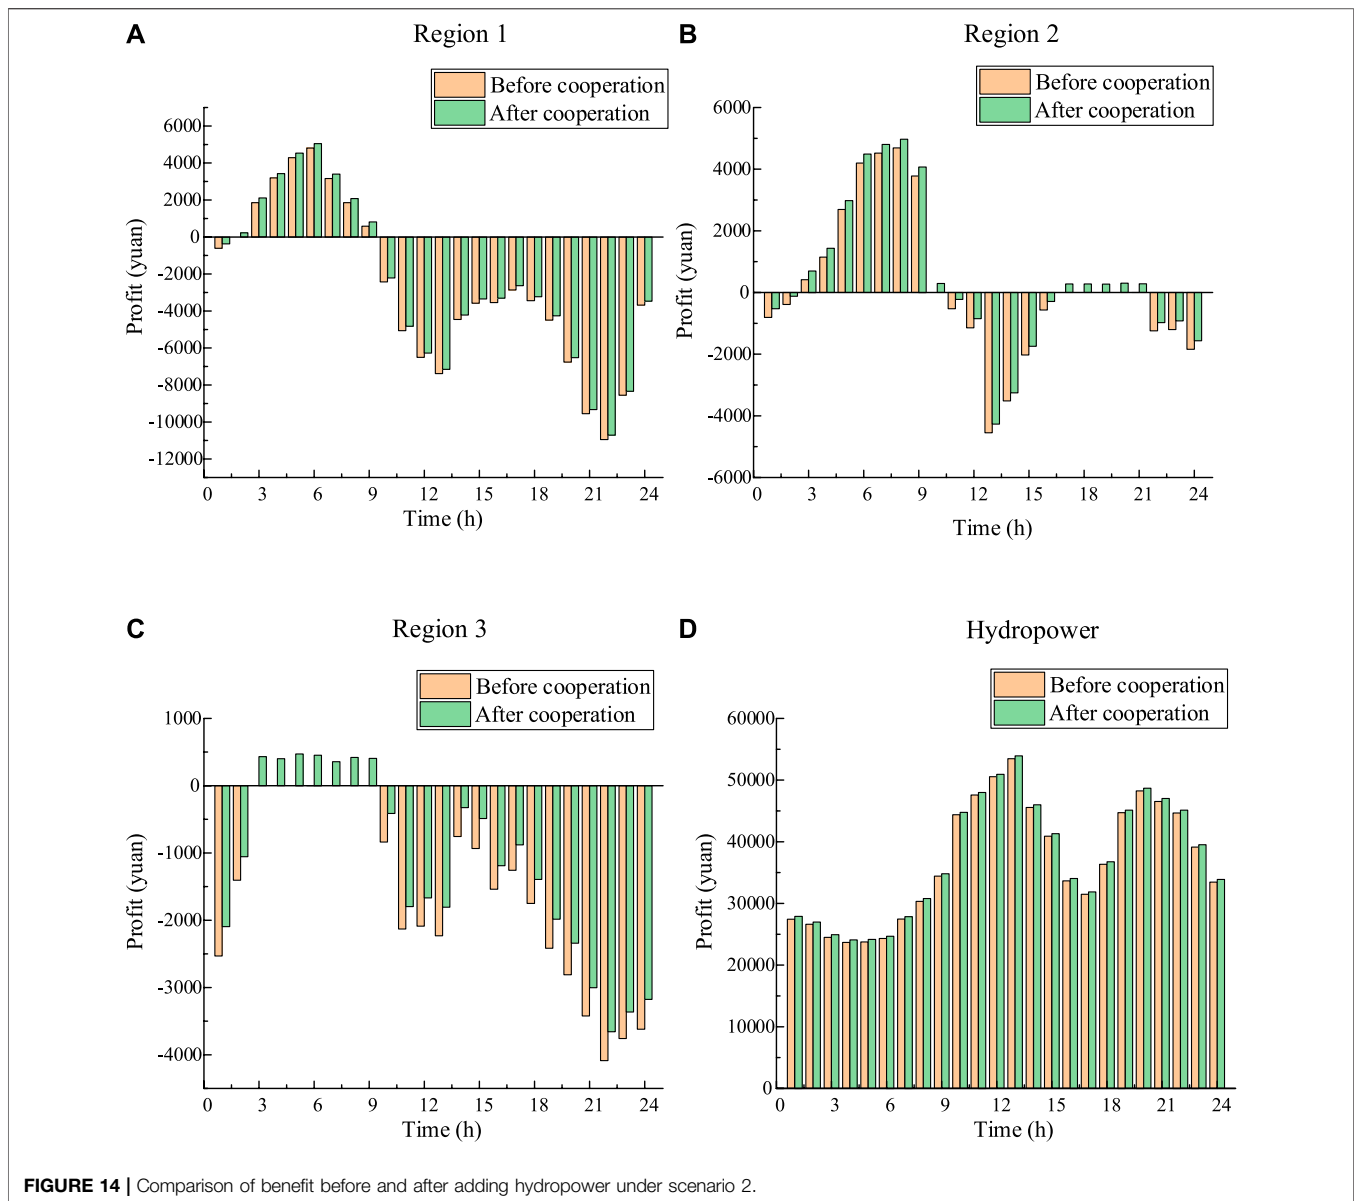 A
Region 1
Before cooperation
After cooperation
6000
4000
2000
0
-2000
-4000
-6000
-8000
-10000
-12000
Profit (yuan)
0 3 6 9 12 15 18 21 24
Time (h)
B
Region 2
Before cooperation
After cooperation
6000
4000
2000
0
-2000
-4000
-6000
Profit (yuan)
0 3 6 9 12 15 18 21 24
Time (h)
C
Region 3
Before cooperation
After cooperation
1000
0
-1000
-2000
-3000
-4000
Profit (yuan)
0 3 6 9 12 15 18 21 24
Time (h)
D
Hydropower
Before cooperation
After cooperation
60000
50000
40000
30000
20000
10000
0
Profit (yuan)
0 3 6 9 12 15 18 21 24
Time (h)
FIGURE 14 | Comparison of benefit before and after adding hydropower under scenario 2.